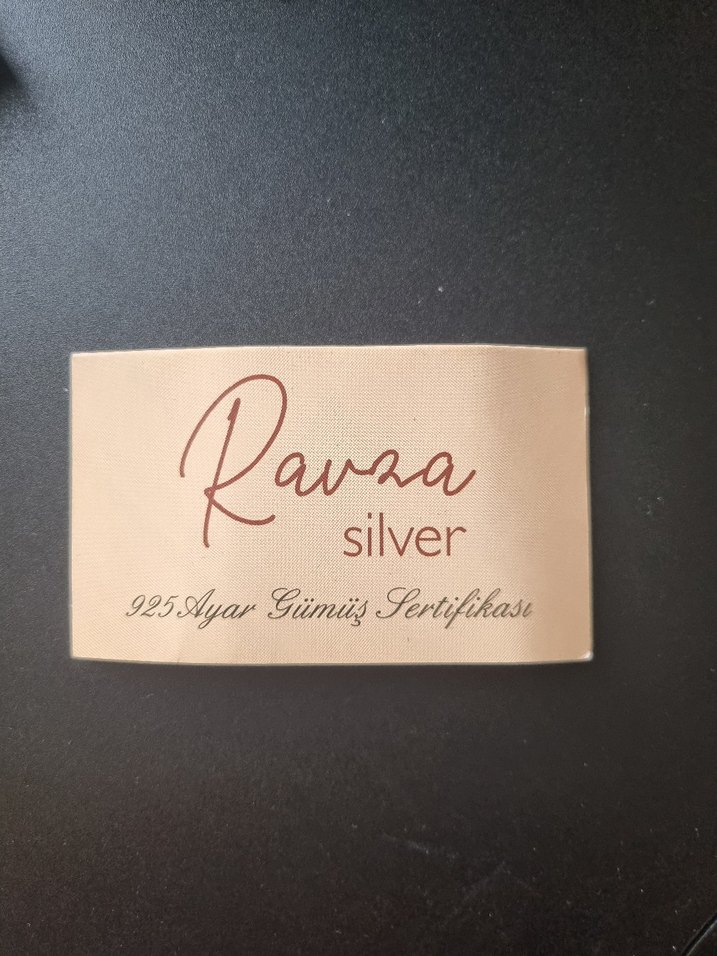 Ravza
silver
925 Ayar Gümüş Sertifikası